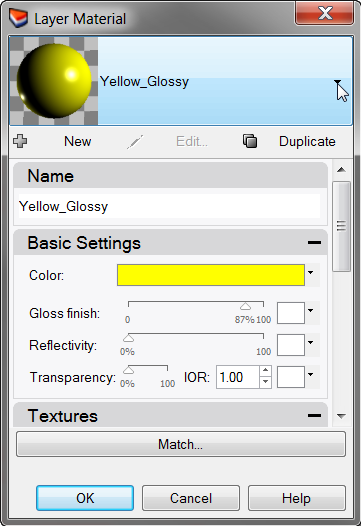 Layer Material
Yellow_Glossy
New Edit... Duplicate
Name
Yellow_Glossy
Basic Settings
Color:
Gloss finish: 0 87% 100
Reflectivity: 0% 100
Transparency: 0% 100 IOR: 1.00
Textures
Match...
OK Cancel Help